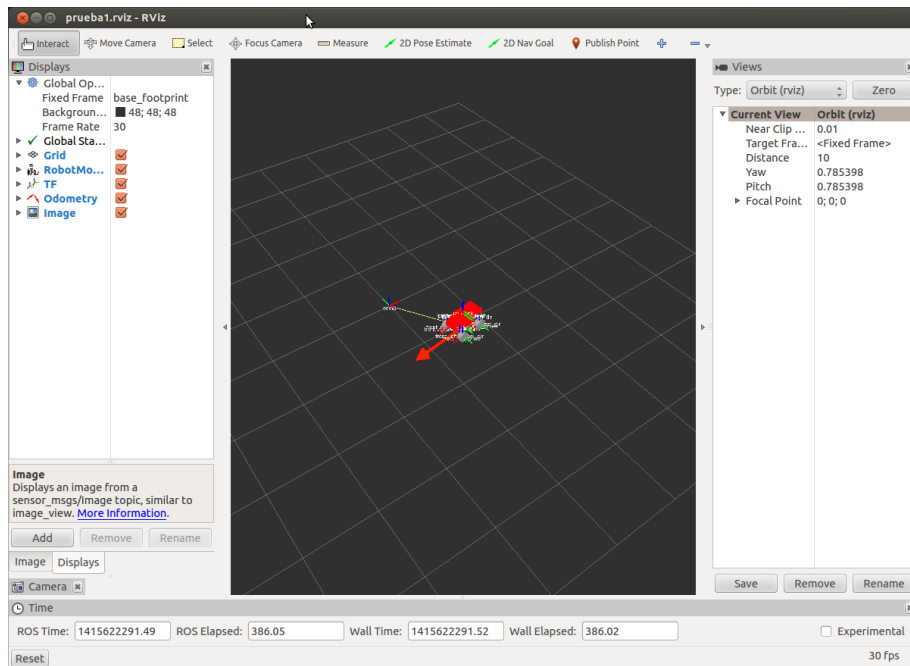 prueba1.rviz - RViz
Interact Move Camera Select Focus Camera Measure 2D Pose Estimate 2D Nav Goal Publish Point
Displays
Global Op...
Fixed Frame base_footprint
Backgroun... 48; 48; 48
Frame Rate 30
Global Sta...
Grid
RobotMo...
TF
Odometry
Image
Image
Displays an image from a
sensor_msgs/Image topic, similar to
image_view. More Information.
Add Remove Rename
Image Displays
Camera
Views
Type: Orbit (rviz) Zero
Current View Orbit (rviz)
Near Clip ... 0.01
Target Fra... <Fixed Frame>
Distance 10
Yaw 0.785398
Pitch 0.785398
Focal Point 0; 0; 0
Save Remove Rename
Time
ROS Time: 1415622291.49 ROS Elapsed: 386.05 Wall Time: 1415622291.52 Wall Elapsed: 386.02 Experimental
Reset 30 fps